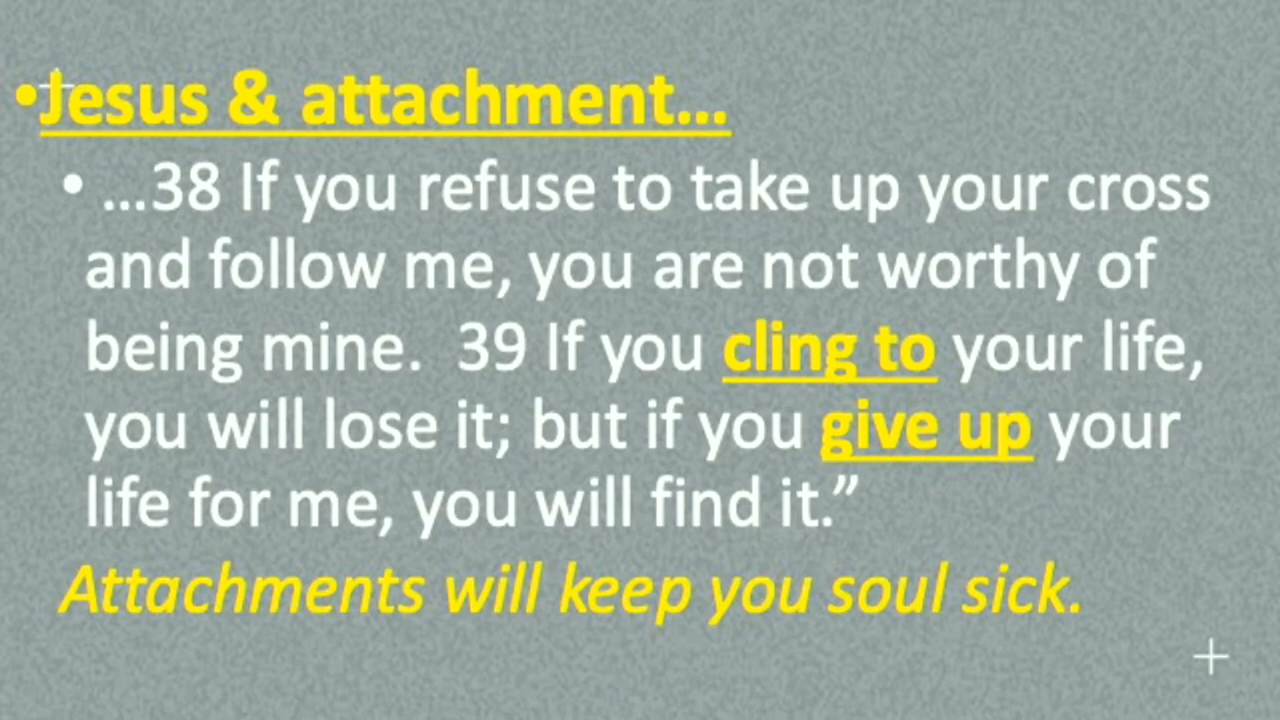 •Jesus & attachment...
• ...38 If you refuse to take up your cross
and follow me, you are not worthy of
being mine.  39 If you cling to your life,
you will lose it; but if you give up your
life for me, you will find it.”
Attachments will keep you soul sick.